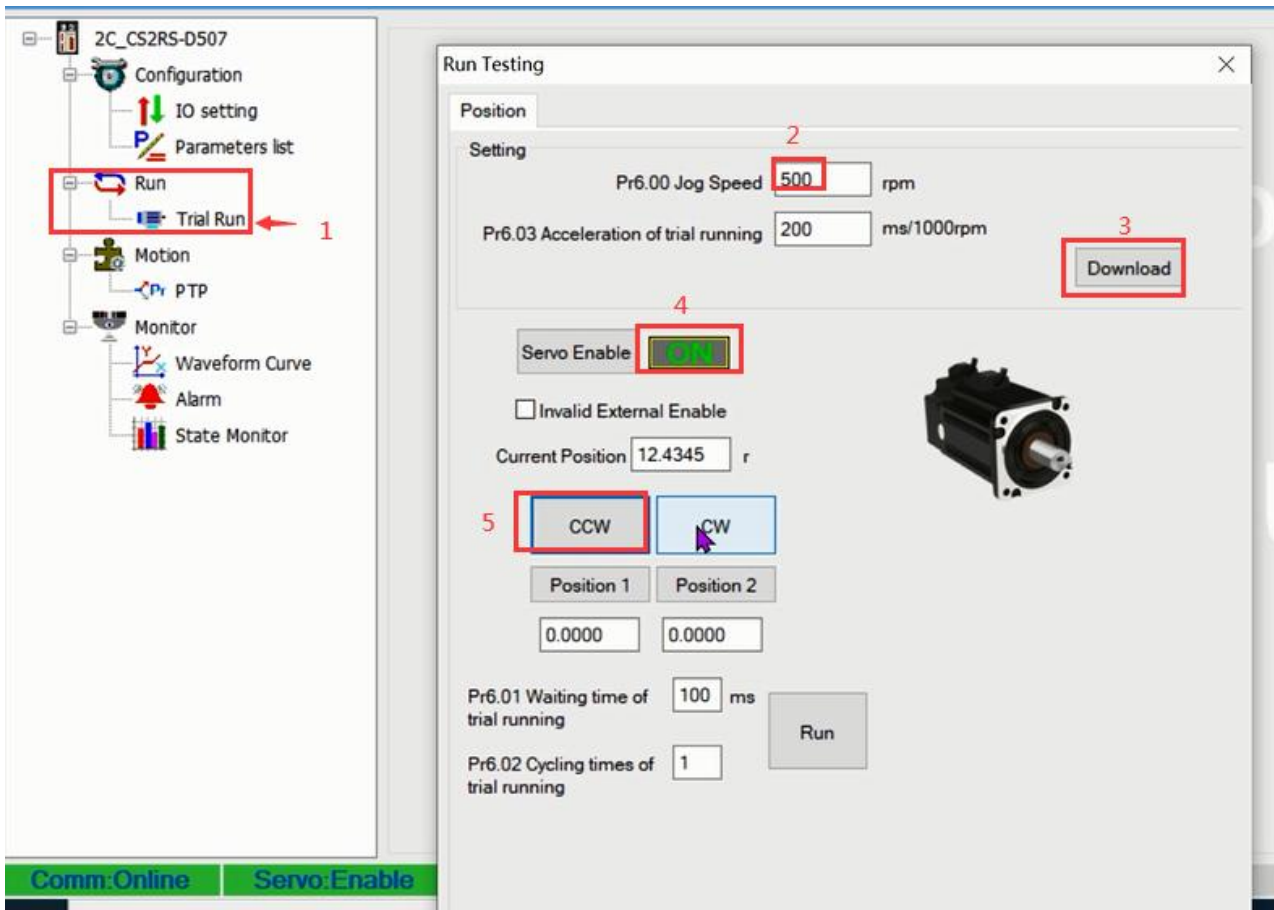 2C_CS2RS-D507
Configuration
IO setting
Parameters list
Run
Trial Run
1
Motion
PTP
Monitor
Waveform Curve
Alarm
State Monitor
Run Testing
Position
2
Setting
Pr6.00 Jog Speed 500 rpm
Pr6.03 Acceleration of trial running 200 ms/1000rpm
3
Download
4
Servo Enable ON
Invalid External Enable
Current Position 12.4345 r
5 CCW CW
Position 1 Position 2
0.0000 0.0000
Pr6.01 Waiting time of 100 ms
trial running
Run
Pr6.02 Cycling times of 1
trial running
Comm:Online Servo:Enable